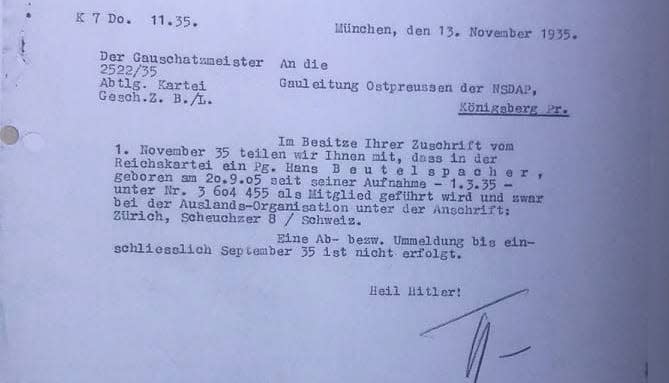 K 7 Do. 11.35.
München, den 13. November 1935.
Der Gauschatzmeister An die
2522/35
Abtlg. Kartei Gauleitung Ostpreussen der NSDAP,
Gesch.Z. B./L.
Königsberg Pr.
Im Besitze Ihrer Zuschrift vom
1. November 35 teilen wir Ihnen mit, dass in der
Reichskartei ein Pg. Hans B e u t e l s p a c h e r ,
geboren am 20.9.05 seit seiner Aufnahme - 1.3.35 -
unter Nr. 3 604 455 als Mitglied geführt wird und zwar
bei der Auslands-Organisation unter der Anschrift:
Zürich, Scheuchzer 8 / Schweiz.
Eine Ab- bezw. Ummeldung bis ein-
schliesslich September 35 ist nicht erfolgt.
Heil Hitler!